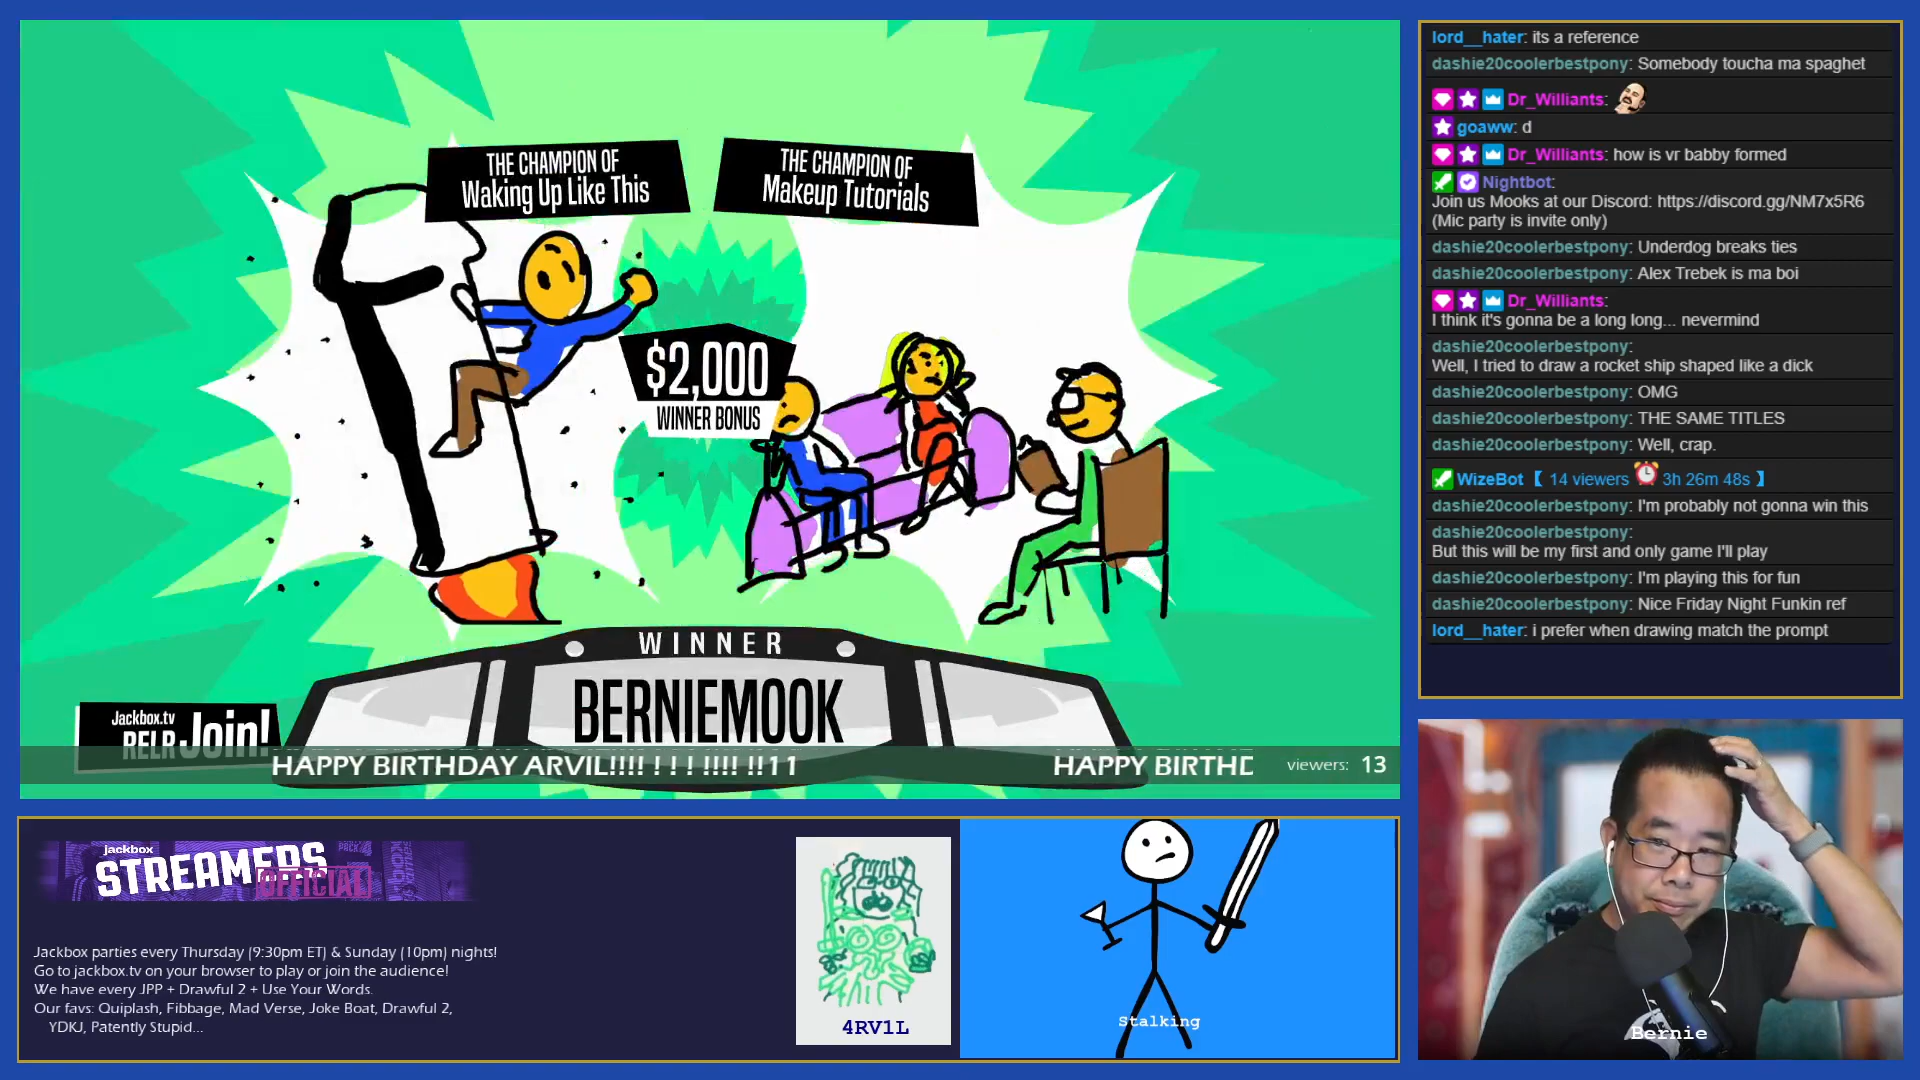 THE CHAMPION OF
Waking Up Like This
THE CHAMPION OF
Makeup Tutorials
$2,000
WINNER BONUS
WINNER
BERNIEMOOK
Jackbox.tv
RELR Join!
HAPPY BIRTHDAY ARVIL!!!! ! ! ! !!!! !!11
HAPPY BIRTHD
viewers: 13
lord__hater: its a reference
dashie20coolerbestpony: Somebody toucha ma spaghet
Dr_Williants:
goaww: d
Dr_Williants: how is vr babby formed
Nightbot:
Join us Mooks at our Discord: https://discord.gg/NM7x5R6
(Mic party is invite only)
dashie20coolerbestpony: Underdog breaks ties
dashie20coolerbestpony: Alex Trebek is ma boi
Dr_Williants:
I think it's gonna be a long long... nevermind
dashie20coolerbestpony:
Well, I tried to draw a rocket ship shaped like a dick
dashie20coolerbestpony: OMG
dashie20coolerbestpony: THE SAME TITLES
dashie20coolerbestpony: Well, crap.
WizeBot 【 14 viewers 3h 26m 48s 】
dashie20coolerbestpony: I'm probably not gonna win this
dashie20coolerbestpony:
But this will be my first and only game I'll play
dashie20coolerbestpony: I'm playing this for fun
dashie20coolerbestpony: Nice Friday Night Funkin ref
lord__hater: i prefer when drawing match the prompt
jackbox
STREAMERS
OFFICIAL
Jackbox parties every Thursday (9:30pm ET) & Sunday (10pm) nights!
Go to jackbox.tv on your browser to play or join the audience!
We have every JPP + Drawful 2 + Use Your Words.
Our favs: Quiplash, Fibbage, Mad Verse, Joke Boat, Drawful 2,
YDKJ, Patently Stupid...
4RV1L
Stalking
Bernie